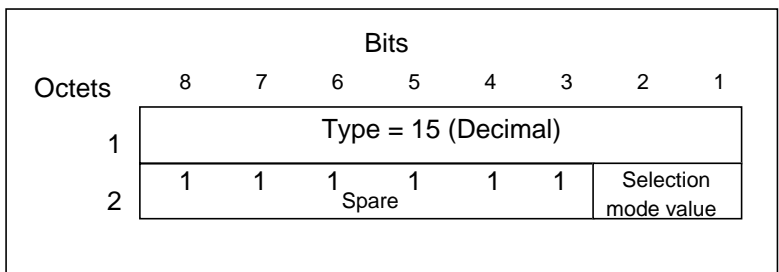 Bits
Octets 8 7 6 5 4 3 2 1
1 Type = 15 (Decimal)
2 1 1 1 1 1 1 Selection
Spare mode value